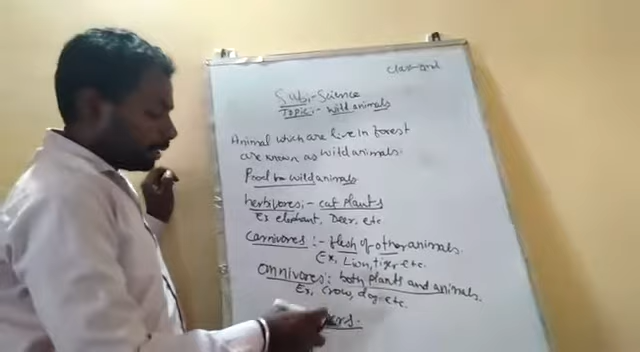 Class-2nd
Sub:-Science
Topic:- wild animals
Animal which are live in forest
are known as wild animals.
Food for wild animals
herbivores:- eat plants
Ex elephant, Deer, etc
Carnivores:- flesh of other animals.
Ex, Lion, tiger etc.
Omnivores: both plants and animals.
Ex, Crow, dog etc.